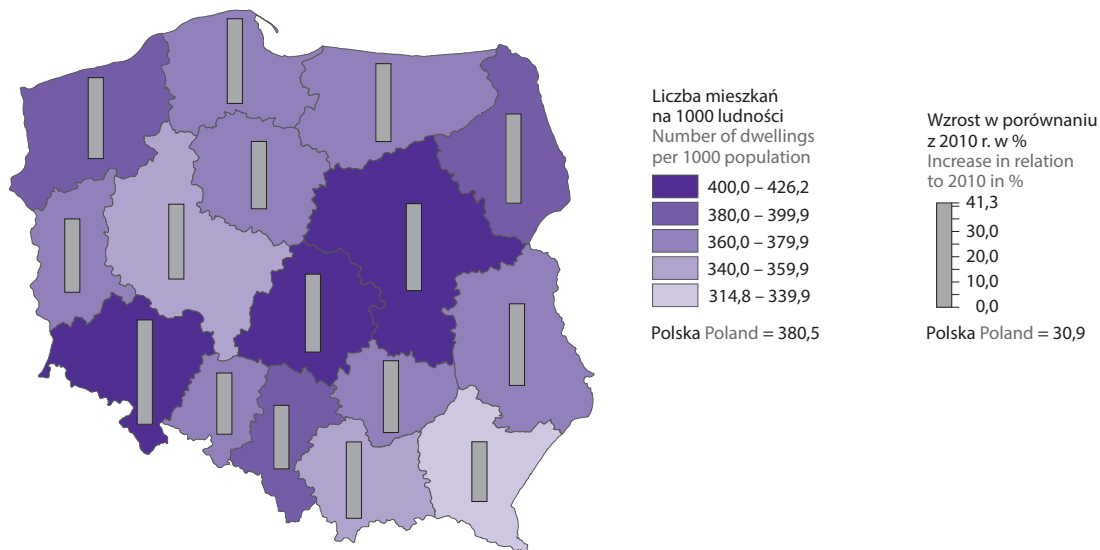 Liczba mieszkań
na 1000 ludności
Number of dwellings
per 1000 population
400,0 – 426,2
380,0 – 399,9
360,0 – 379,9
340,0 – 359,9
314,8 – 339,9
Polska Poland = 380,5
Wzrost w porównaniu
z 2010 r. w %
Increase in relation
to 2010 in %
41,3
30,0
20,0
10,0
0,0
Polska Poland = 30,9